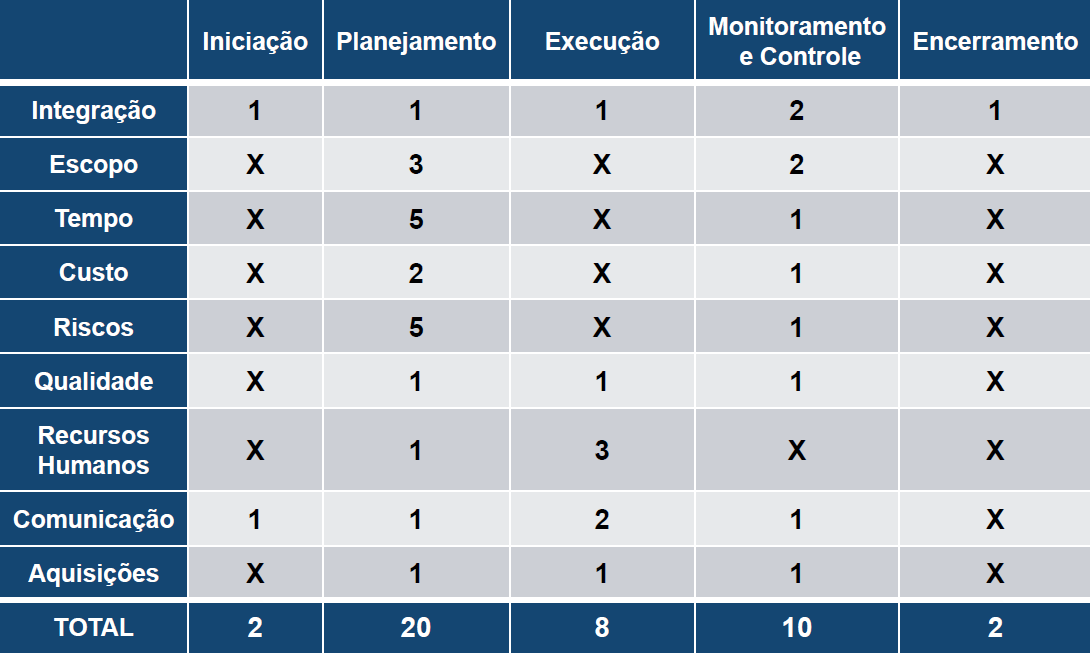 Iniciação Planejamento Execução Monitoramento e Controle Encerramento
Integração 1 1 1 2 1
Escopo X 3 X 2 X
Tempo X 5 X 1 X
Custo X 2 X 1 X
Riscos X 5 X 1 X
Qualidade X 1 1 1 X
Recursos Humanos X 1 3 X X
Comunicação 1 1 2 1 X
Aquisições X 1 1 1 X
TOTAL 2 20 8 10 2